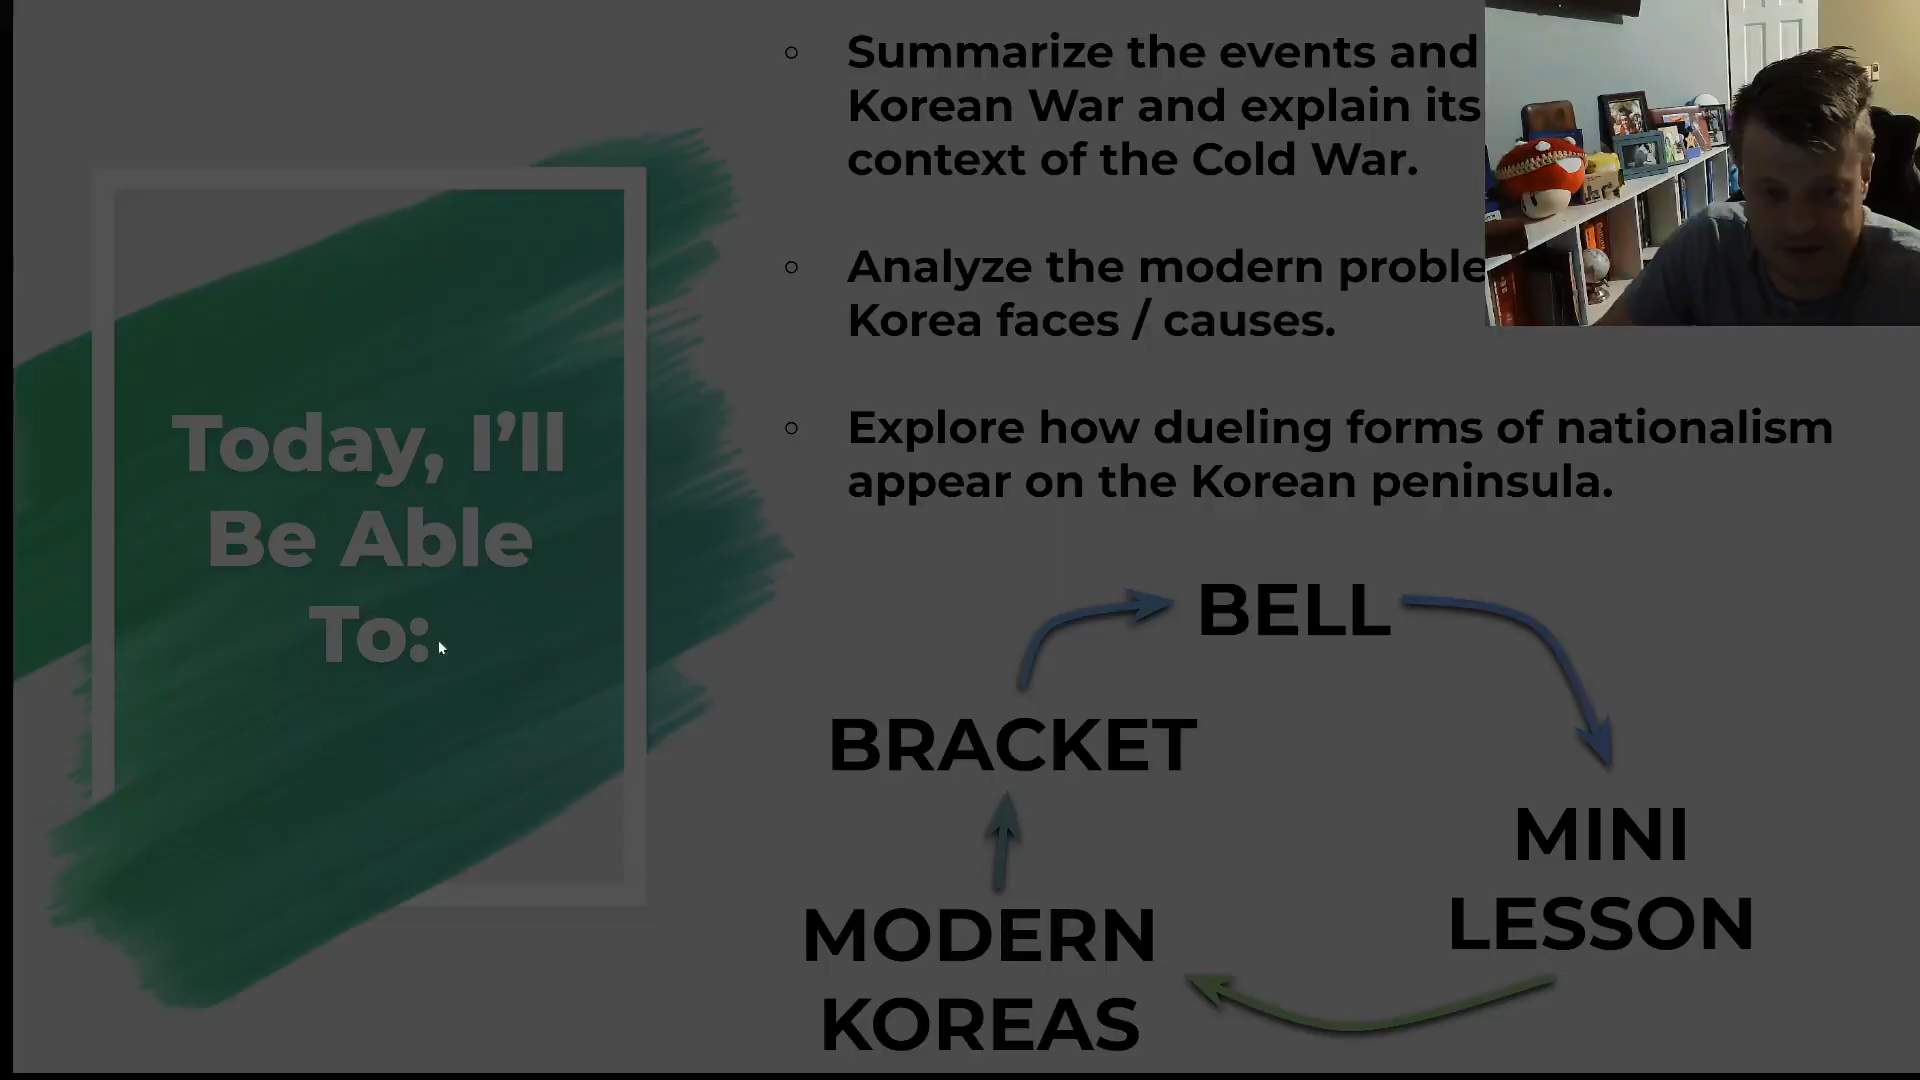 Today, I’ll
Be Able
To:
Summarize the events and
Korean War and explain its
context of the Cold War.
Analyze the modern
Korea faces / causes.
Explore how dueling forms of nationalism
appear on the Korean peninsula.
BELL
BRACKET
MINI
LESSON
MODERN
KOREAS